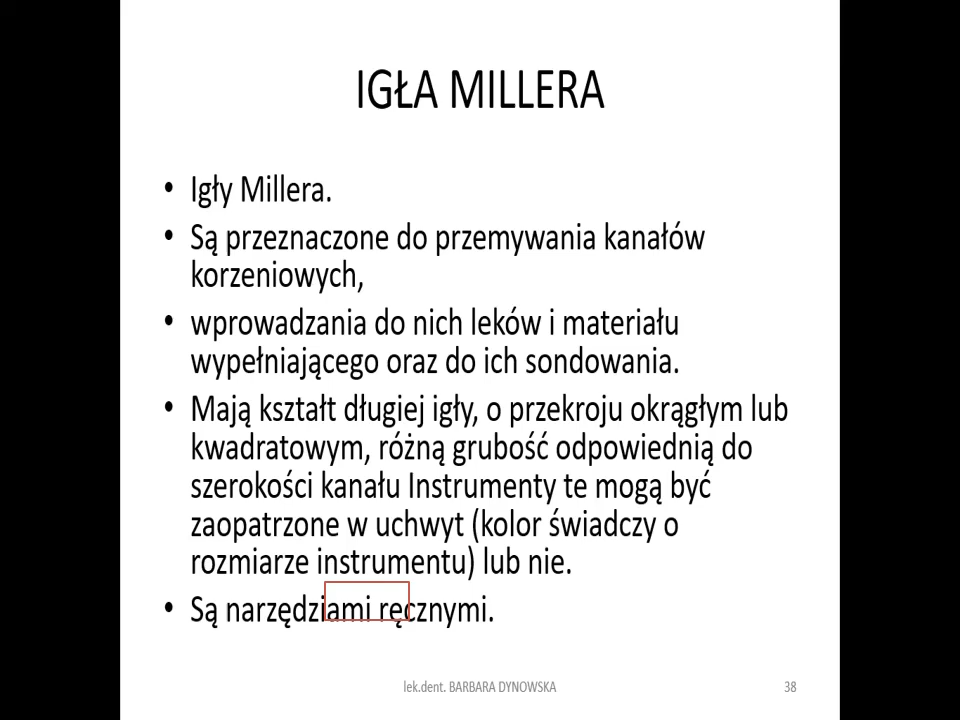 IGŁA MILLERA
• Igły Millera.
• Są przeznaczone do przemywania kanałów
korzeniowych,
• wprowadzania do nich leków i materiału
wypełniającego oraz do ich sondowania.
• Mają kształt długiej igły, o przekroju okrągłym lub
kwadratowym, różną grubość odpowiednią do
szerokości kanału Instrumenty te mogą być
zaopatrzone w uchwyt (kolor świadczy o
rozmiarze instrumentu) lub nie.
• Są narzędziami ręcznymi.
lek.dent. BARBARA DYNOWSKA
38